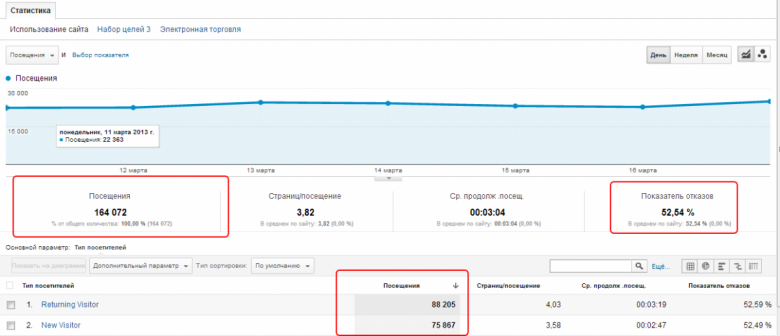 Статистика
Использование сайта Набор целей 3 Электронная торговля
Посещения И Выбор показателя День Неделя Месяц
Посещения
30 000
15 000
понедельник, 11 марта 2013 г.
Посещения: 22 363
12 марта 13 марта 14 марта 15 марта 16 марта
Посещения Страниц/посещение Ср. продолж .посещ. Показатель отказов
164 072 3,82 00:03:04 52,54 %
% от общего количества: 100,00 % (164 072) В среднем по сайту: 3,82 (0,00 %) В среднем по сайту: 00:03:04 (0,00 %) В среднем по сайту: 52,54 % (0,00 %)
Основной параметр: Тип посетителей
Показать на диаграмме Дополнительный параметр Тип сортировки: По умолчанию Ещё...
Тип посетителей Посещения Страниц/посещение Ср. продолж .посещ. Показатель отказов
1. Returning Visitor 88 205 4,03 00:03:19 52,59 %
2. New Visitor 75 867 3,58 00:02:47 52,49 %